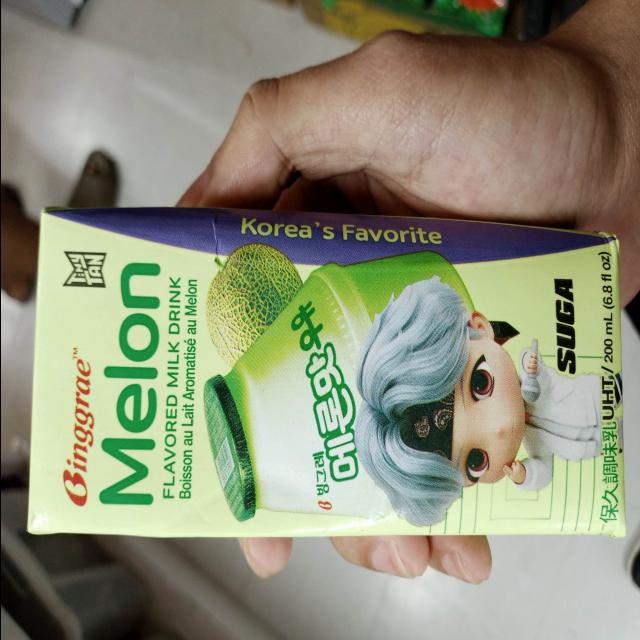 Korea's Favorite
TinyTAN
Binggrae™
Melon
FLAVORED MILK DRINK
Boisson au Lait Aromatisé au Melon
메로맛 우유
빙그레
SUGA
保久調味乳 UHT / 200 mL (6.8 fl oz)